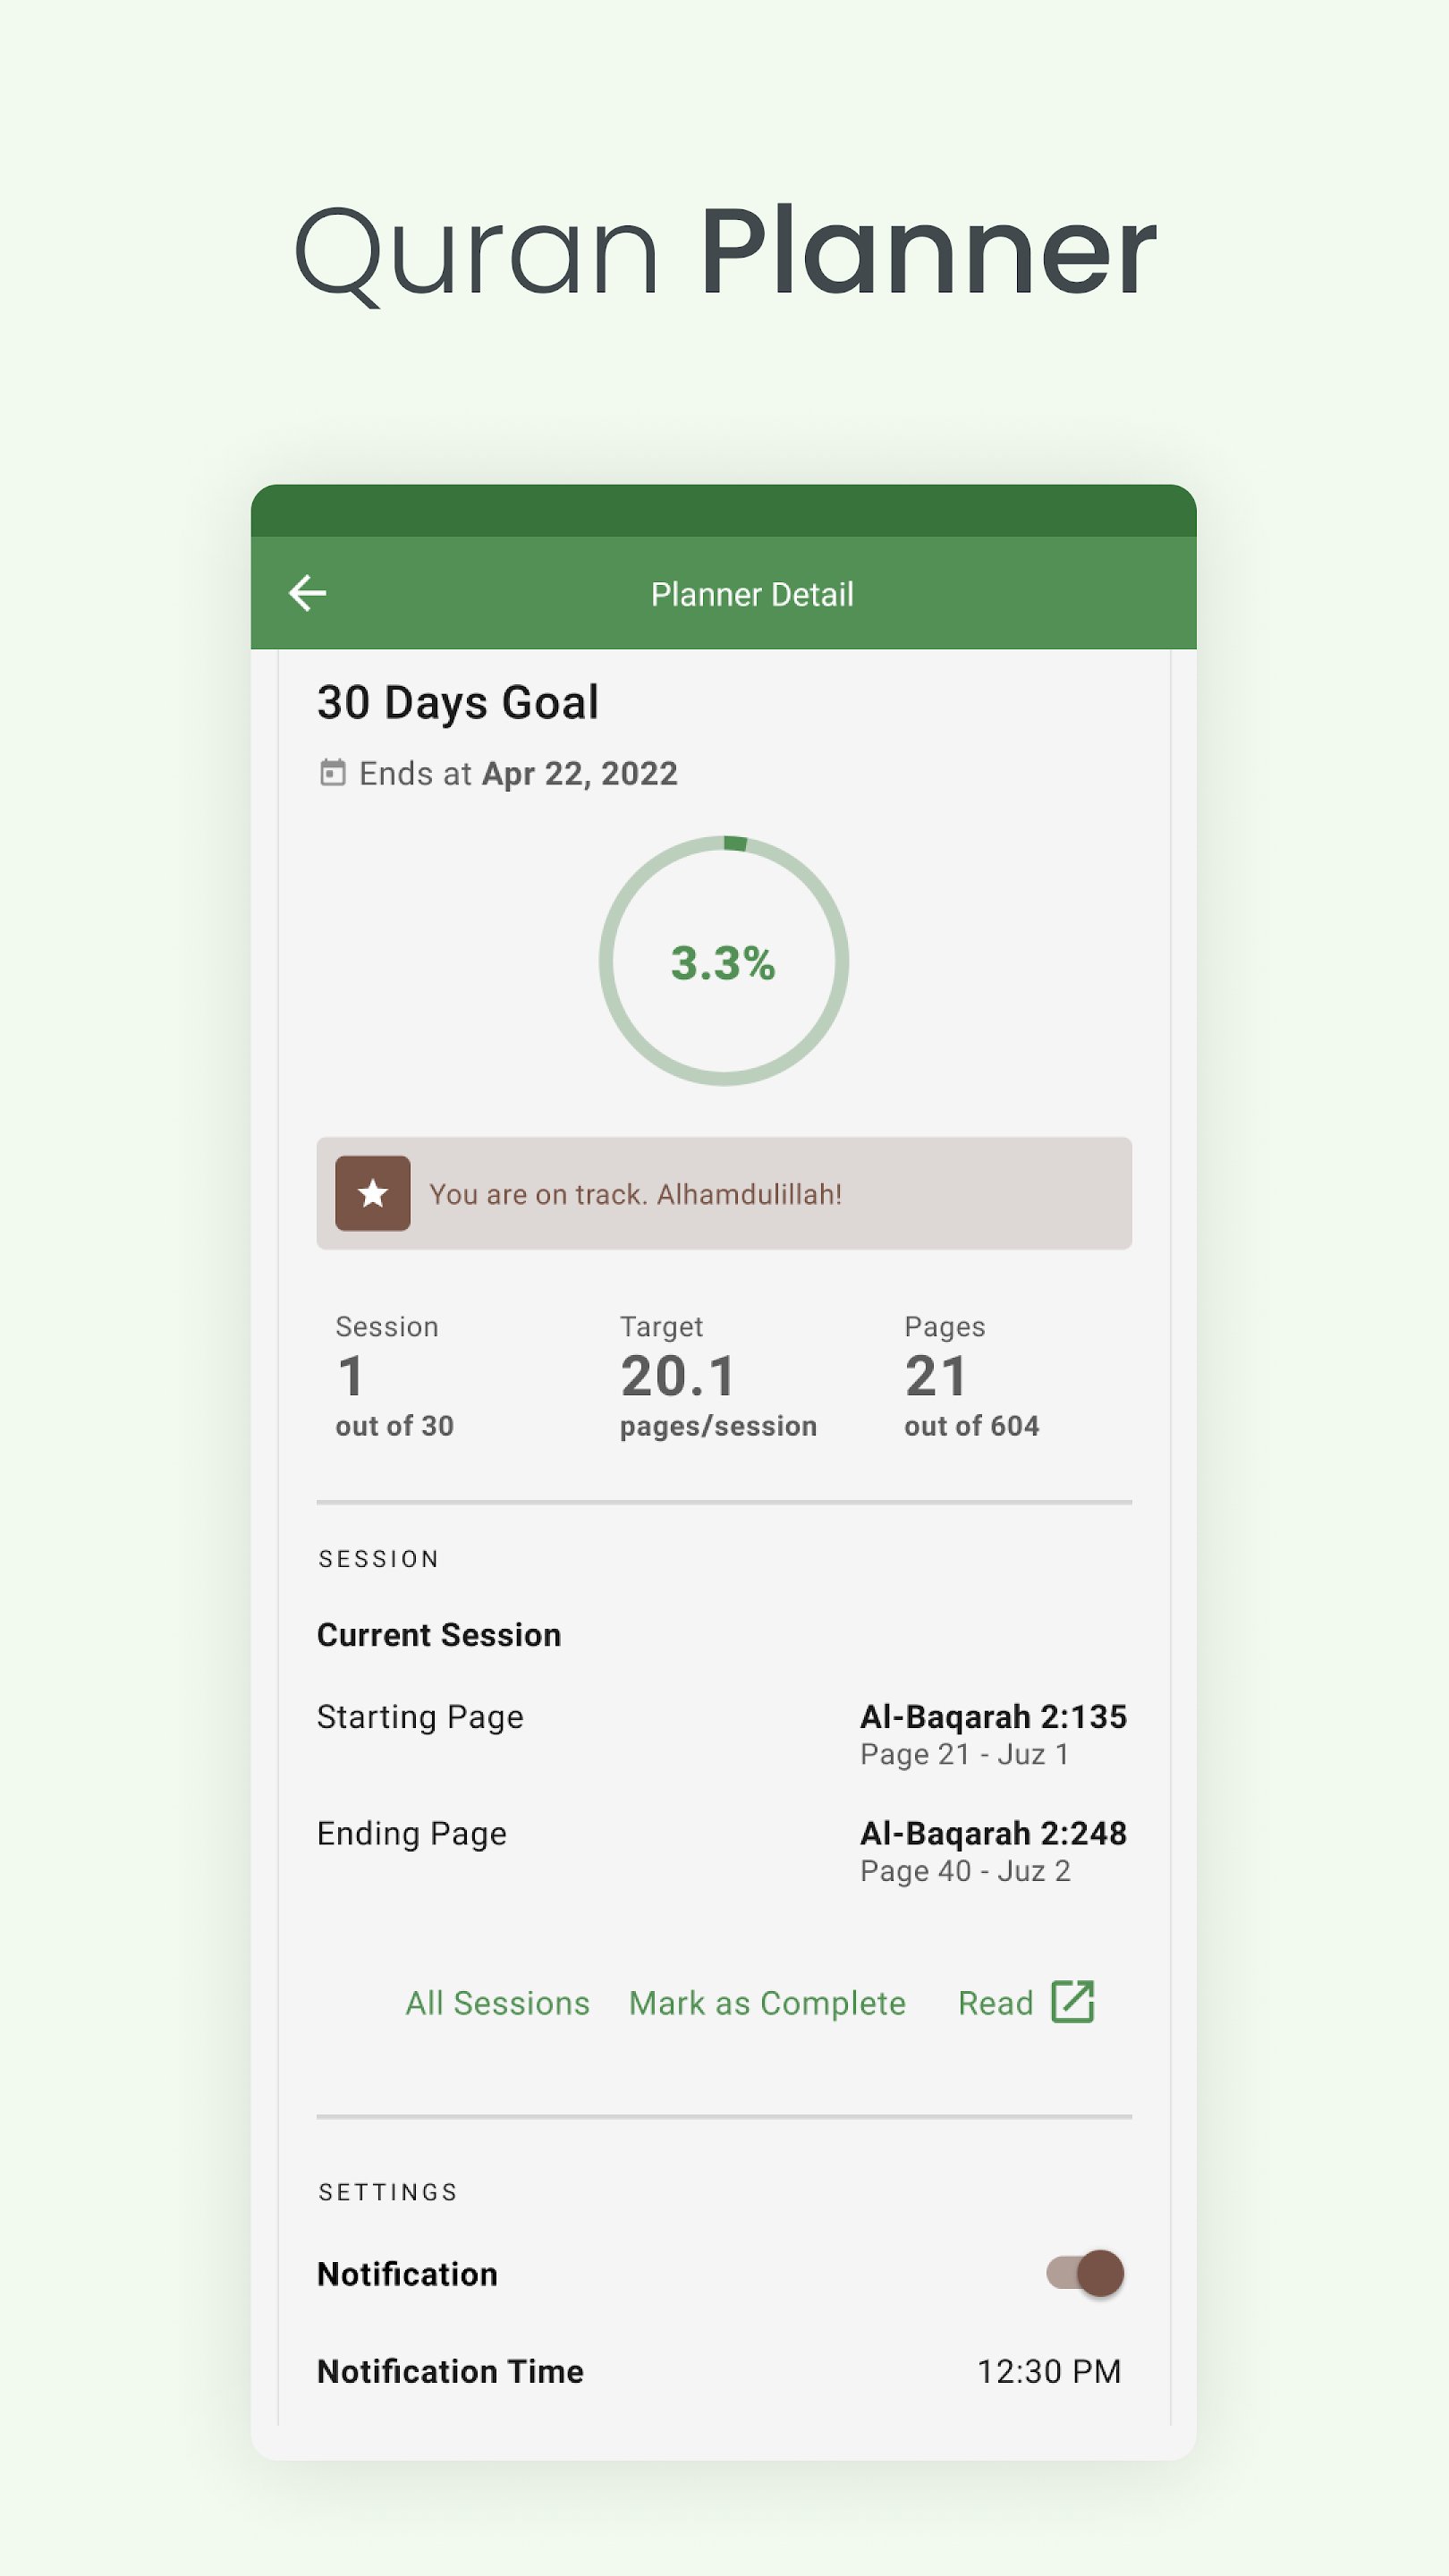 Quran Planner
Planner Detail
30 Days Goal
Ends at Apr 22, 2022
3.3%
You are on track. Alhamdulillah!
Session Target Pages
1 20.1 21
out of 30 pages/session out of 604
SESSION
Current Session
Starting Page Al-Baqarah 2:135
Page 21 - Juz 1
Ending Page Al-Baqarah 2:248
Page 40 - Juz 2
All Sessions Mark as Complete Read
SETTINGS
Notification
Notification Time 12:30 PM